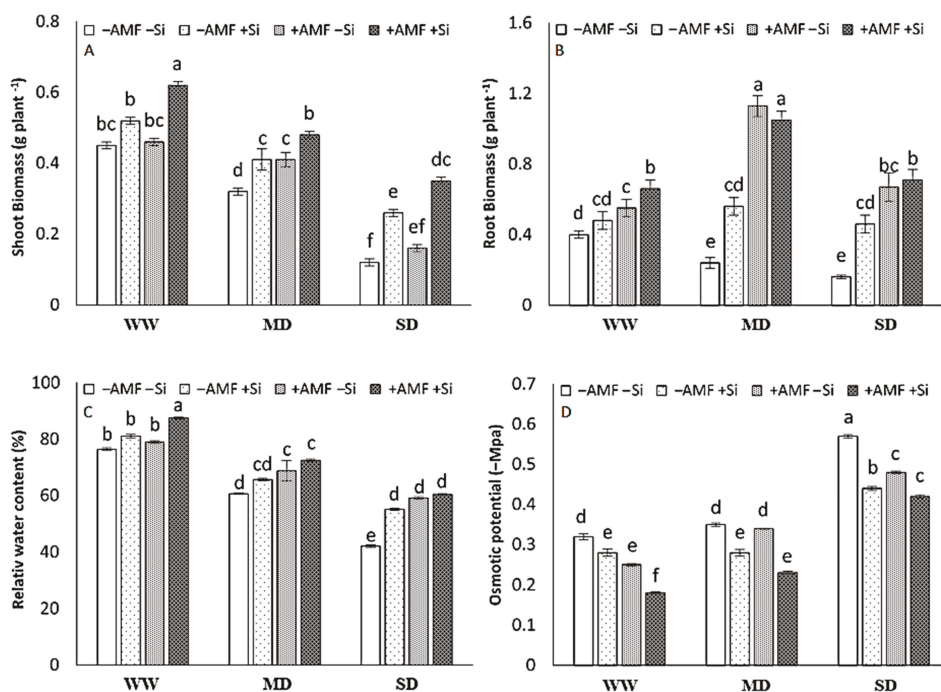 −AMF −Si −AMF +Si +AMF −Si +AMF +Si
A
Shoot Biomass (g plant ⁻¹)
0.8
0.6
0.4
0.2
0
bc b bc a
d c c d
f e ef dc
WW MD SD
−AMF −Si −AMF +Si +AMF −Si +AMF +Si
B
Root Biomass (g plant ⁻¹)
1.6
1.2
0.8
0.4
0
d cd c b
e cd a a
e cd bc b
WW MD SD
−AMF −Si −AMF +Si +AMF −Si +AMF +Si
C
Relativ water content (%)
100
80
60
40
20
0
b b b a
d cd c c
e d d d
WW MD SD
−AMF −Si −AMF +Si +AMF −Si +AMF +Si
D
Osmotic potential (−Mpa)
0.7
0.6
0.5
0.4
0.3
0.2
0.1
0
d e e f
d e d e
a b c c
WW MD SD